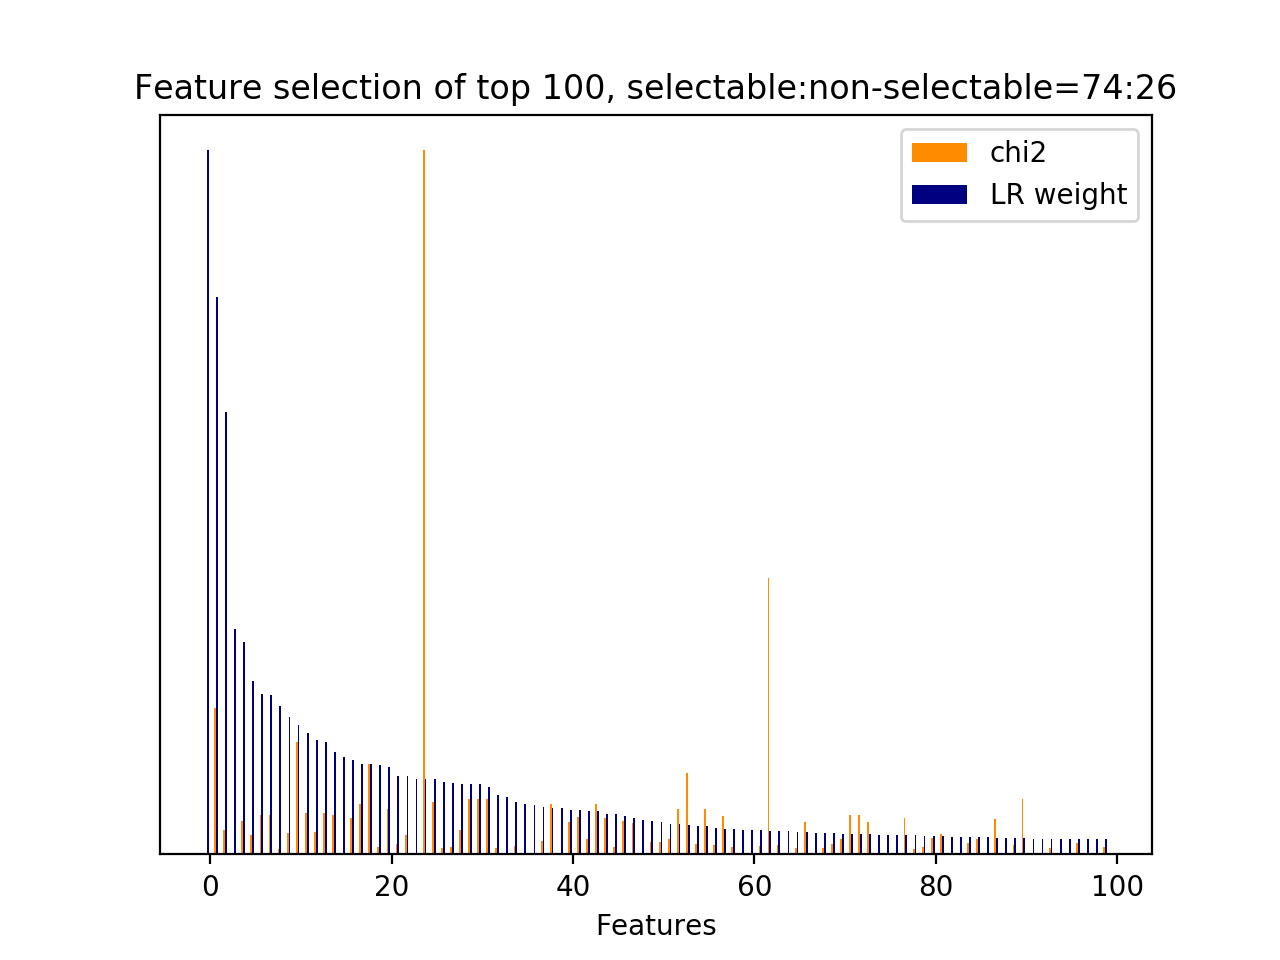 Feature selection of top 100, selectable:non-selectable=74:26
chi2
LR weight
0 20 40 60 80 100
Features